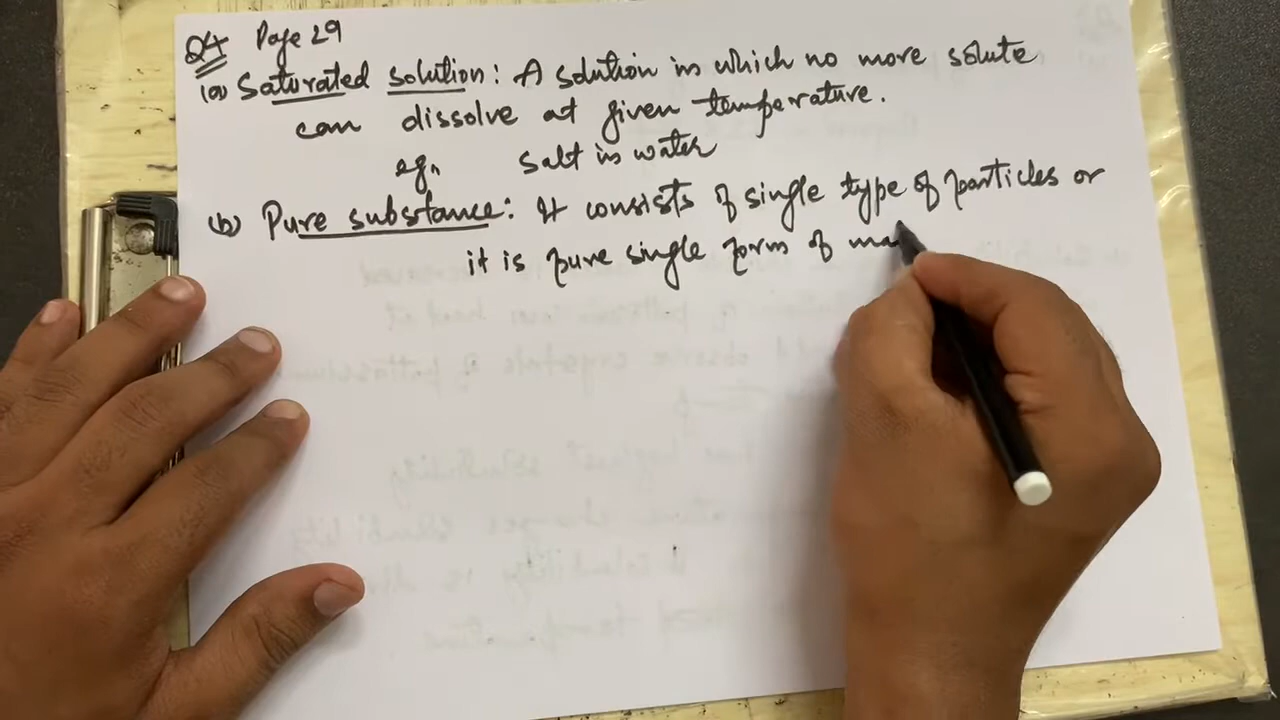 Q4 Page 29
(a) Saturated solution: A solution in which no more solute
can dissolve at given temperature.
eg, Salt in water
(b) Pure substance: It consists of single type of particles or
it is pure single form of ma